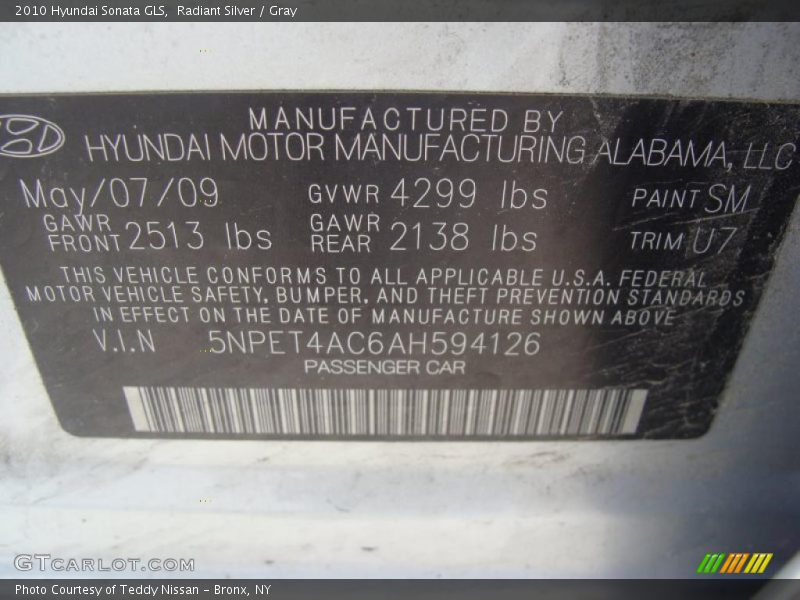 2010 Hyundai Sonata GLS, Radiant Silver / Gray
MANUFACTURED BY
HYUNDAI MOTOR MANUFACTURING ALABAMA, LLC
May/07/09 GVWR 4299 lbs PAINT SM
GAWR FRONT 2513 lbs GAWR REAR 2138 lbs TRIM U7
THIS VEHICLE CONFORMS TO ALL APPLICABLE U.S.A. FEDERAL
MOTOR VEHICLE SAFETY, BUMPER, AND THEFT PREVENTION STANDARDS
IN EFFECT ON THE DATE OF MANUFACTURE SHOWN ABOVE
V.I.N 5NPET4AC6AH594126
PASSENGER CAR
GTCARLOT.COM
Photo Courtesy of Teddy Nissan - Bronx, NY